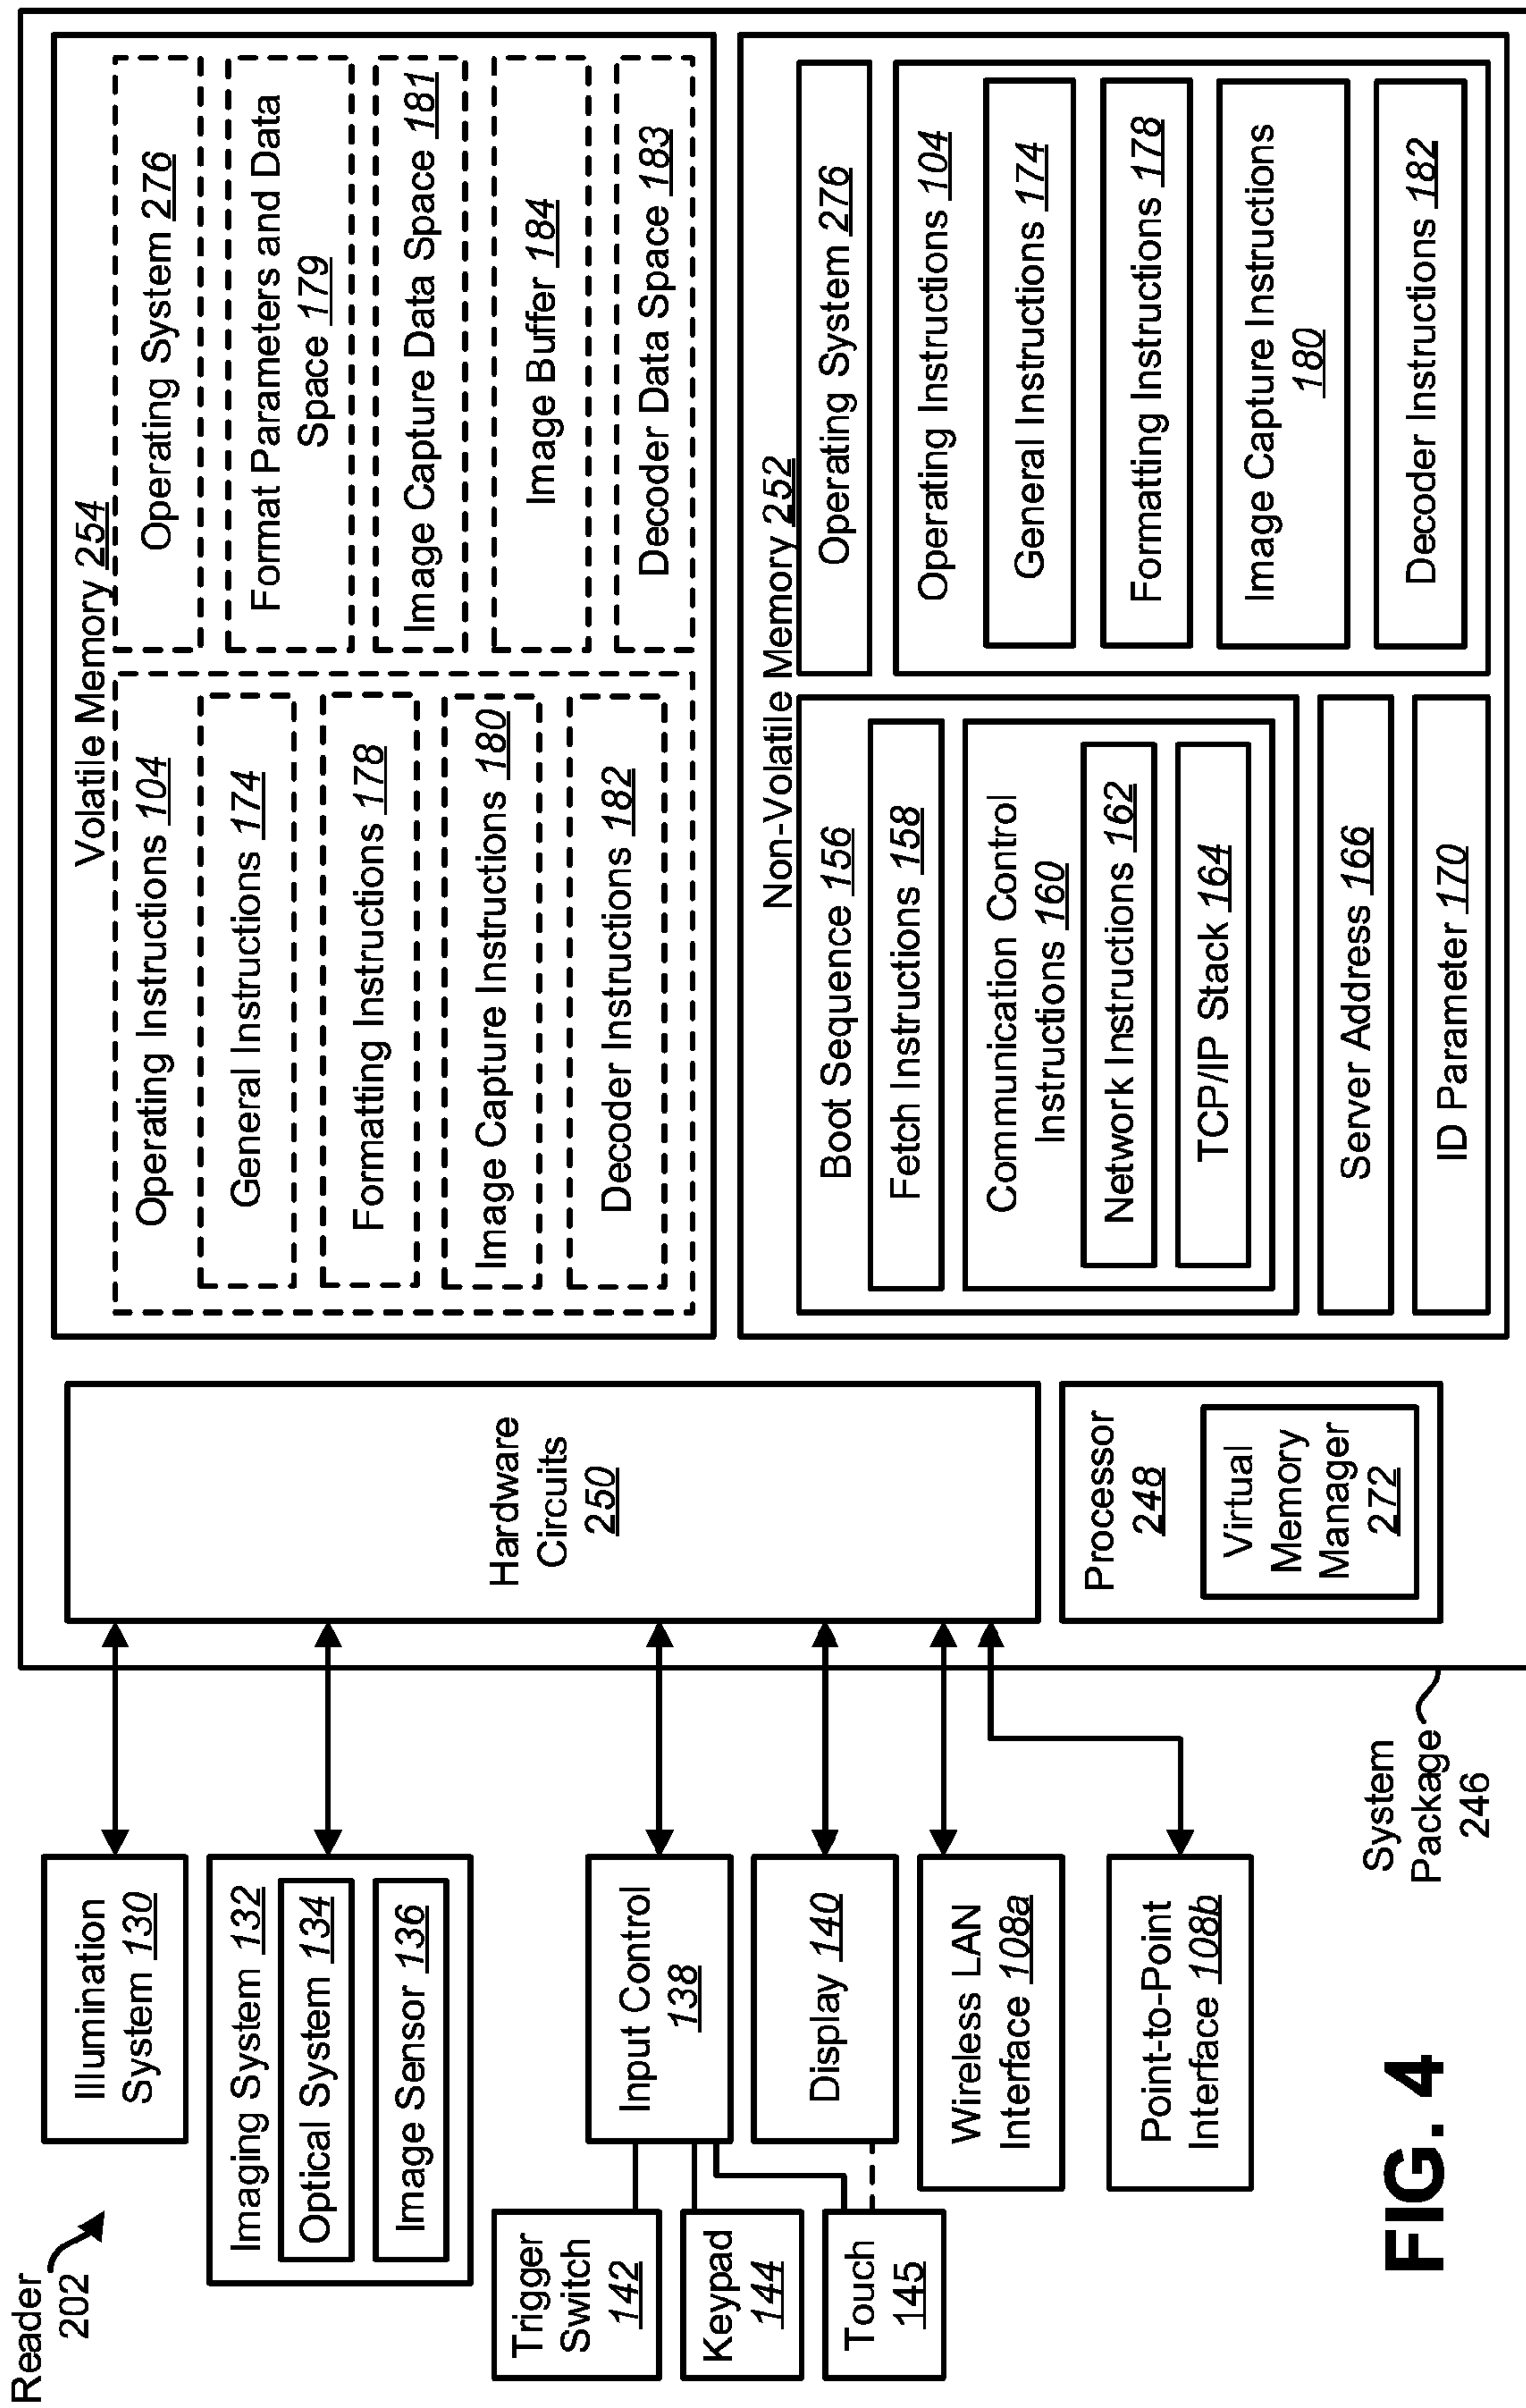 Reader
202
Illumination
System 130
Imaging System 132
Optical System 134
Image Sensor 136
Trigger
Switch
142
Keypad
144
Touch
145
Input Control
138
Display 140
Wireless LAN
Interface 108a
Point-to-Point
Interface 108b
System
Package
246
Hardware
Circuits
250
Processor
248
Virtual
Memory
Manager
272
Volatile Memory 254
Operating Instructions 104
General Instructions 174
Formatting Instructions 178
Image Capture Instructions 180
Decoder Instructions 182
Operating System 276
Format Parameters and Data
Space 179
Image Capture Data Space 181
Image Buffer 184
Decoder Data Space 183
Non-Volatile Memory 252
Boot Sequence 156
Fetch Instructions 158
Communication Control
Instructions 160
Network Instructions 162
TCP/IP Stack 164
Server Address 166
ID Parameter 170
Operating System 276
Operating Instructions 104
General Instructions 174
Formatting Instructions 178
Image Capture Instructions
180
Decoder Instructions 182
FIG. 4